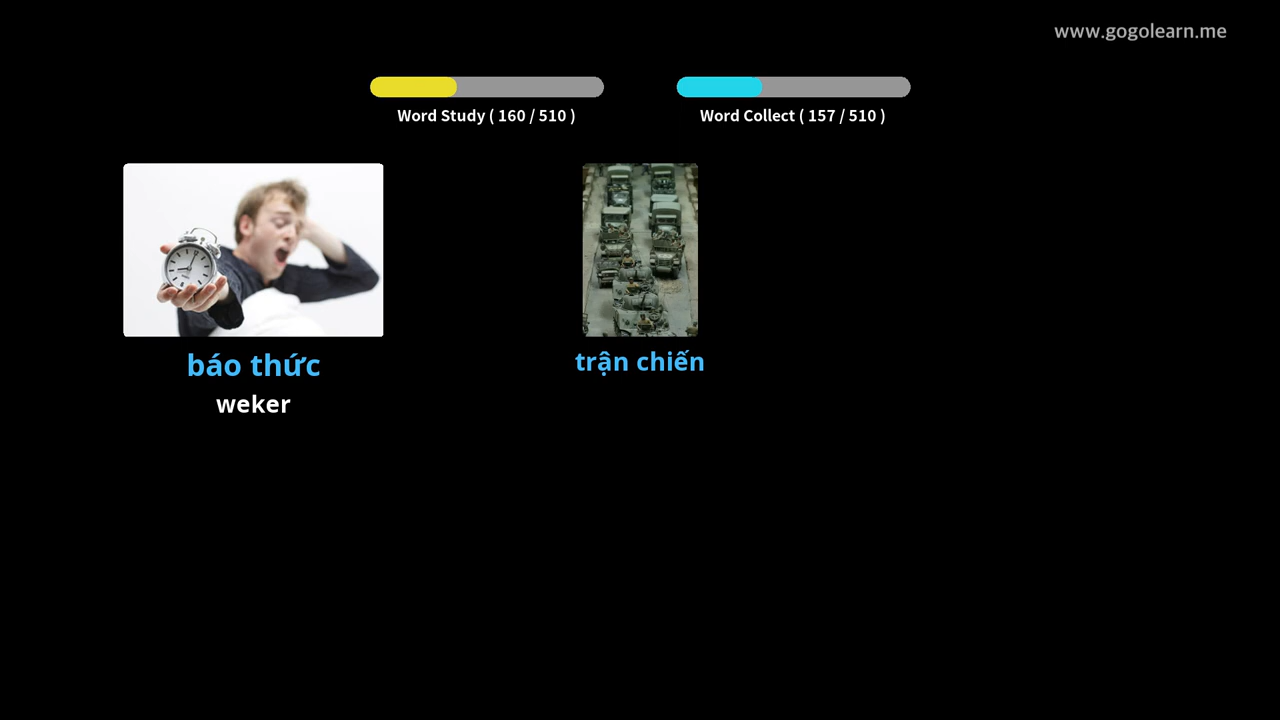 www.gogolearn.me
Word Study ( 160 / 510 )
Word Collect ( 157 / 510 )
báo thức
weker
trận chiến